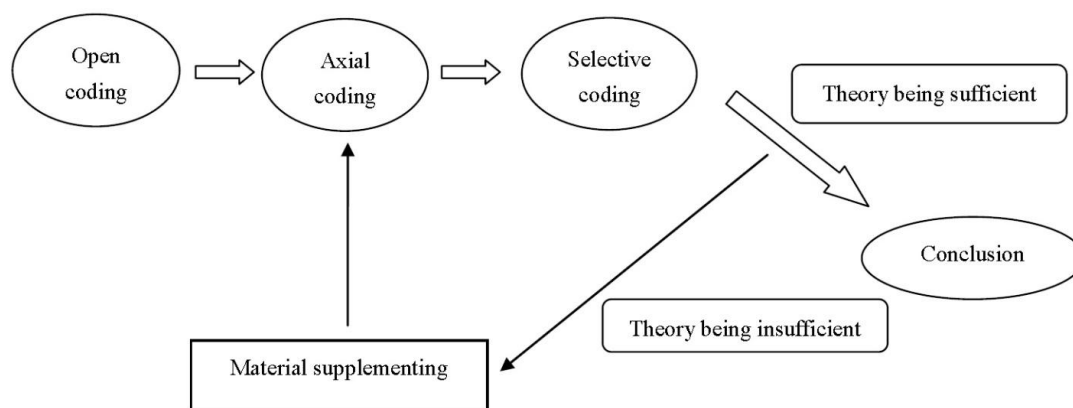 Open
coding
Axial
coding
Selective
coding
Theory being sufficient
Conclusion
Theory being insufficient
Material supplementing